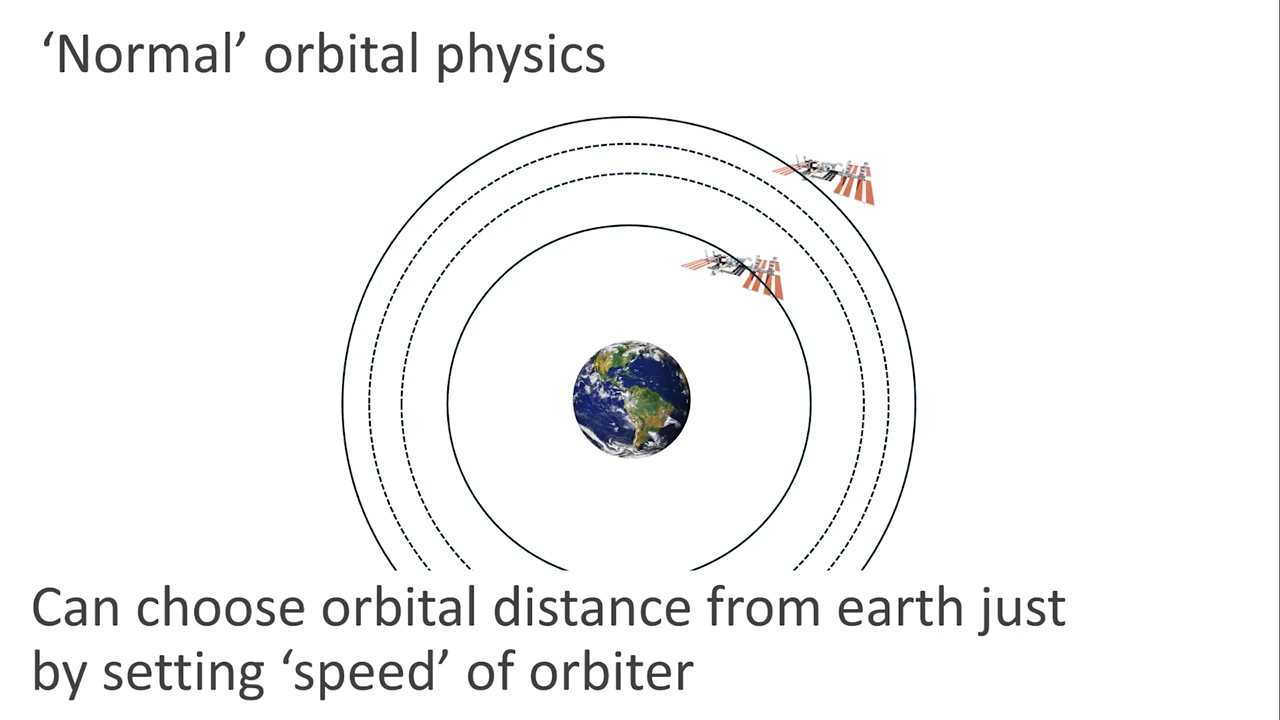 ‘Normal’ orbital physics
Can choose orbital distance from earth just
by setting ‘speed’ of orbiter